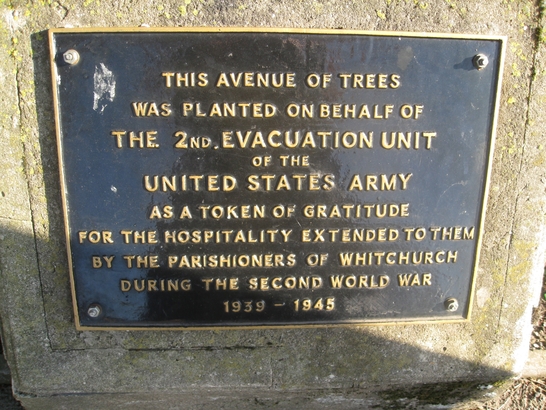 THIS AVENUE OF TREES
WAS PLANTED ON BEHALF OF
THE 2ND. EVACUATION UNIT
OF THE
UNITED STATES ARMY
AS A TOKEN OF GRATITUDE
FOR THE HOSPITALITY EXTENDED TO THEM
BY THE PARISHIONERS OF WHITCHURCH
DURING THE SECOND WORLD WAR
1939 - 1945